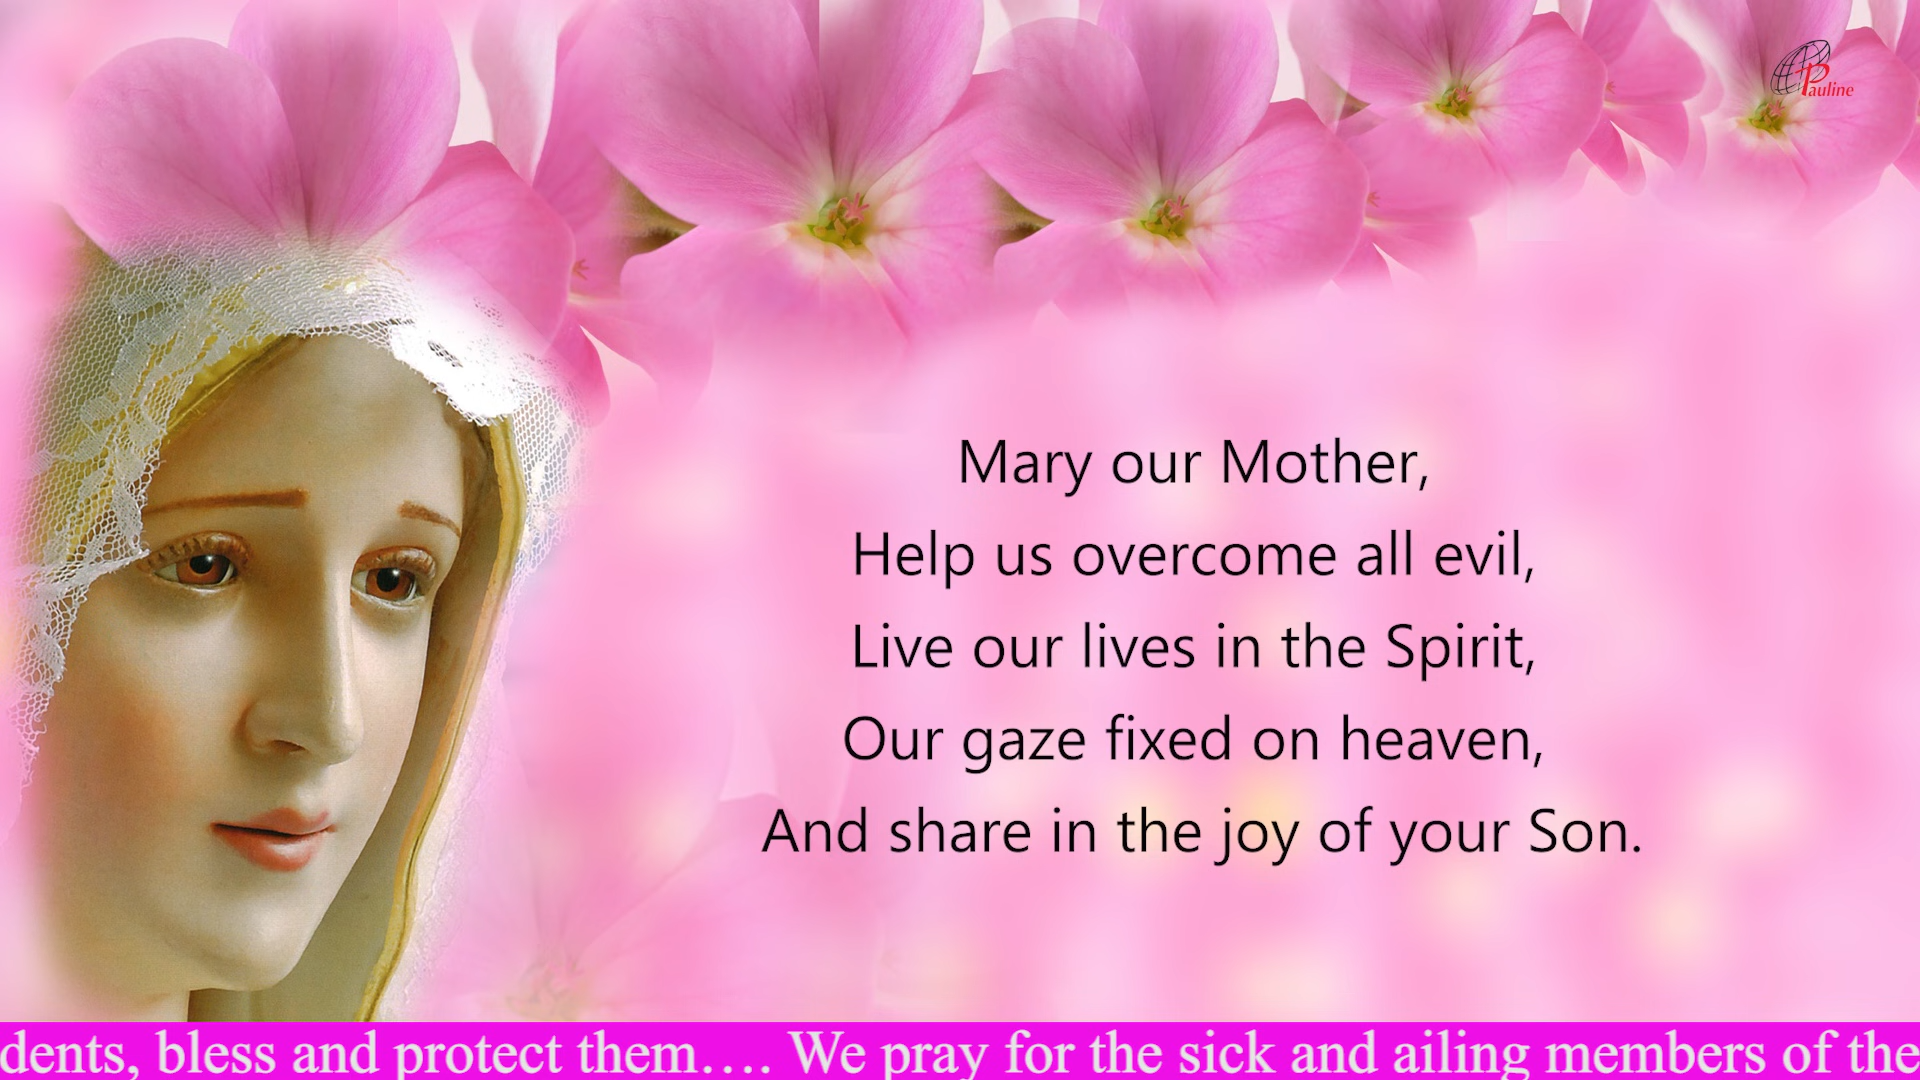 Pauline
Mary our Mother,
Help us overcome all evil,
Live our lives in the Spirit,
Our gaze fixed on heaven,
And share in the joy of your Son.
dents, bless and protect them.... We pray for the sick and ailing members of the